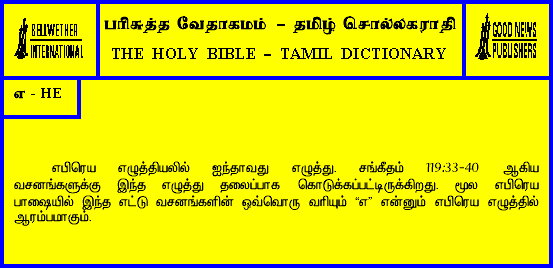 BELLWETHER
INTERNATIONAL
பரிசுத்த வேதாகமம் – தமிழ் சொல்லகராதி
THE HOLY BIBLE – TAMIL DICTIONARY
GOOD NEWS
PUBLISHERS
எ - HE
எபிரெய எழுத்தியலில் ஐந்தாவது எழுத்து. சங்கீதம் 119:33-40 ஆகிய
வசனங்களுக்கு இந்த எழுத்து தலைப்பாக கொடுக்கப்பட்டிருக்கிறது. மூல எபிரெய
பாஷையில் இந்த எட்டு வசனங்களின் ஒவ்வொரு வரியும் “எ” என்னும் எபிரெய எழுத்தில்
ஆரம்பமாகும்.